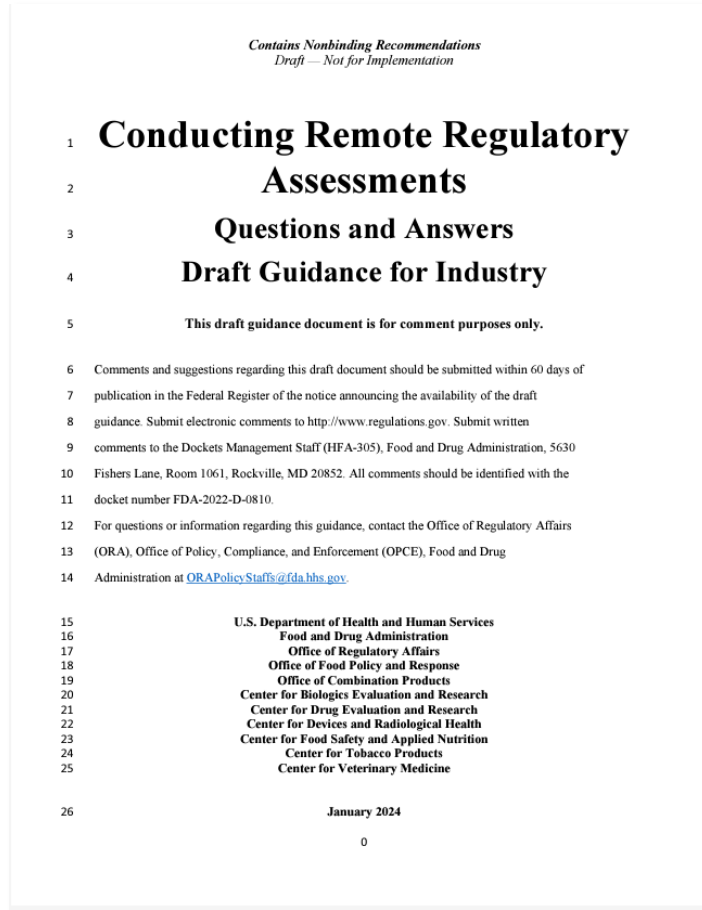 Contains Nonbinding Recommendations
Draft — Not for Implementation
1 Conducting Remote Regulatory
2 Assessments
3 Questions and Answers
4 Draft Guidance for Industry
5 This draft guidance document is for comment purposes only.
6 Comments and suggestions regarding this draft document should be submitted within 60 days of
7 publication in the Federal Register of the notice announcing the availability of the draft
8 guidance. Submit electronic comments to http://www.regulations.gov. Submit written
9 comments to the Dockets Management Staff (HFA-305), Food and Drug Administration, 5630
10 Fishers Lane, Room 1061, Rockville, MD 20852. All comments should be identified with the
11 docket number FDA-2022-D-0810.
12 For questions or information regarding this guidance, contact the Office of Regulatory Affairs
13 (ORA), Office of Policy, Compliance, and Enforcement (OPCE), Food and Drug
14 Administration at ORAPolicyStaffs@fda.hhs.gov.
15 U.S. Department of Health and Human Services
16 Food and Drug Administration
17 Office of Regulatory Affairs
18 Office of Food Policy and Response
19 Office of Combination Products
20 Center for Biologics Evaluation and Research
21 Center for Drug Evaluation and Research
22 Center for Devices and Radiological Health
23 Center for Food Safety and Applied Nutrition
24 Center for Tobacco Products
25 Center for Veterinary Medicine
26 January 2024
0